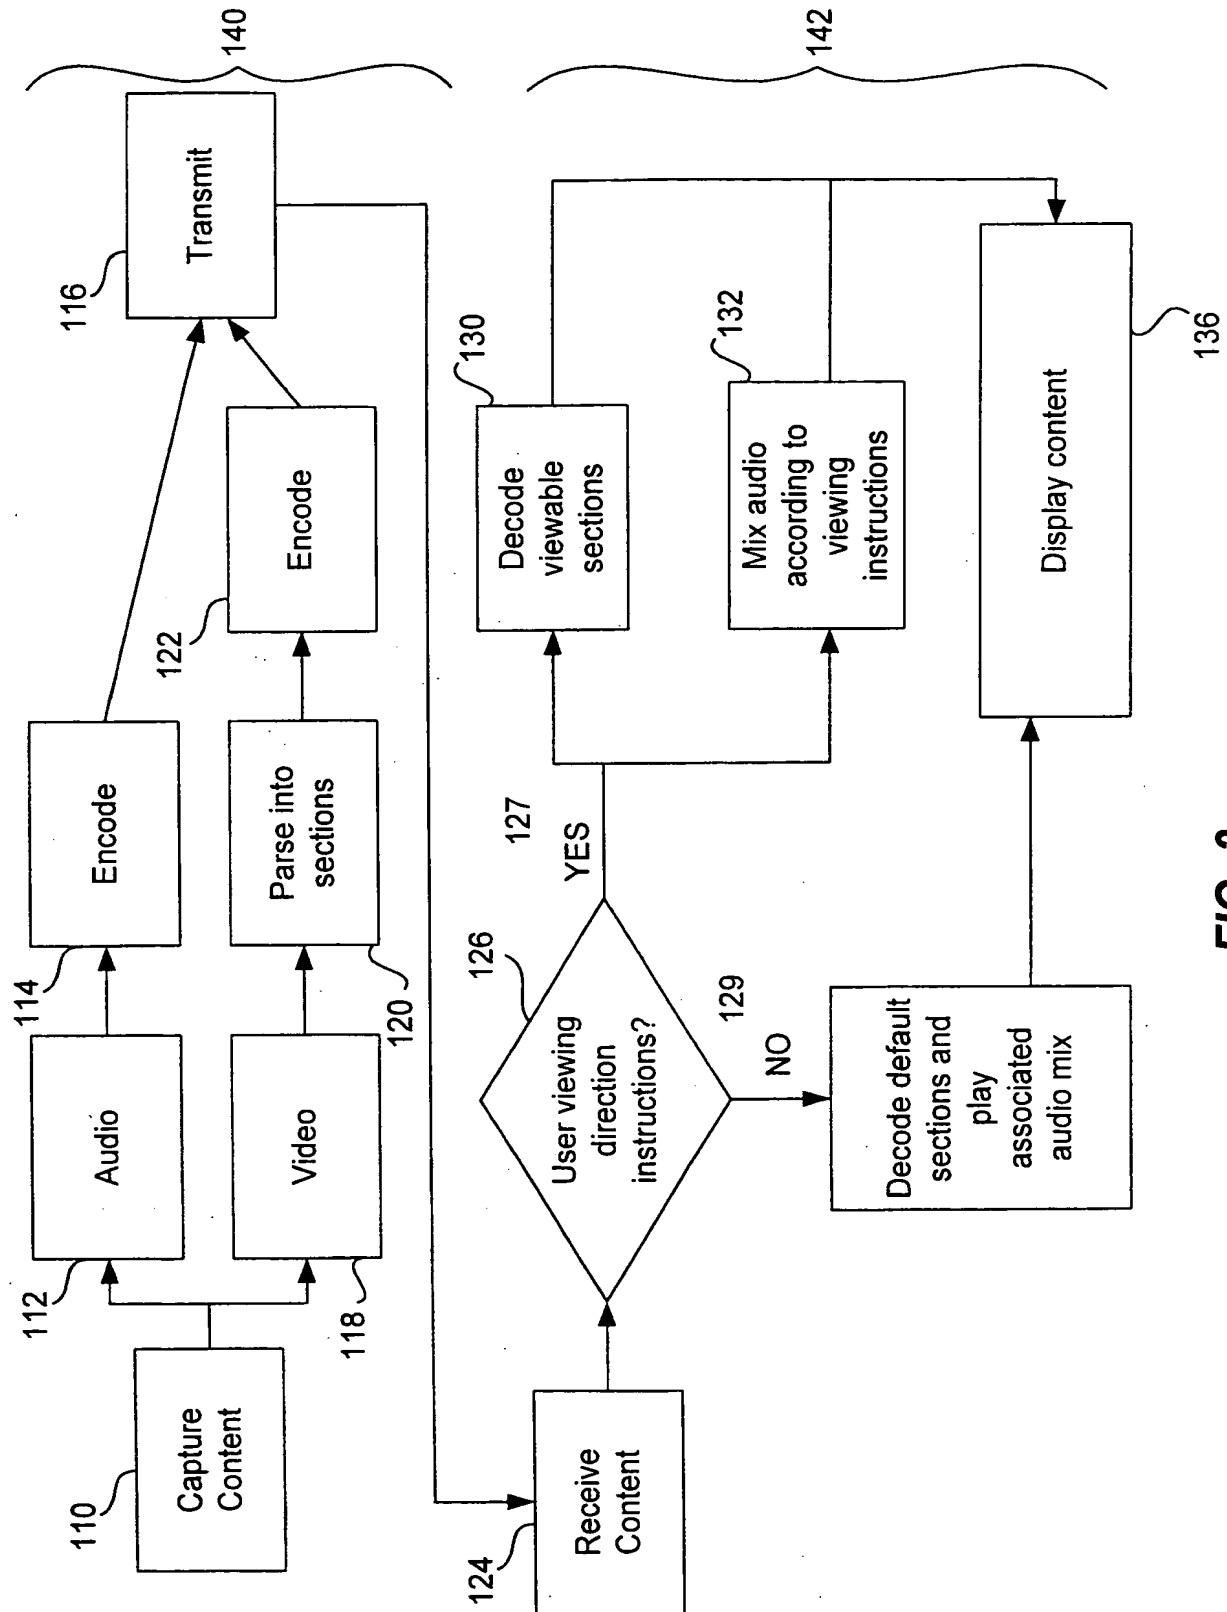 110
Capture
Content
112
Audio
114
Encode
118
Video
120
Parse into
sections
122
Encode
116
Transmit
140
124
Receive
Content
126
User viewing
direction
instructions?
127
YES
129
NO
130
Decode
viewable
sections
132
Mix audio
according to
viewing
instructions
Decode default
sections and
play
associated
audio mix
Display content
136
142
FIG.